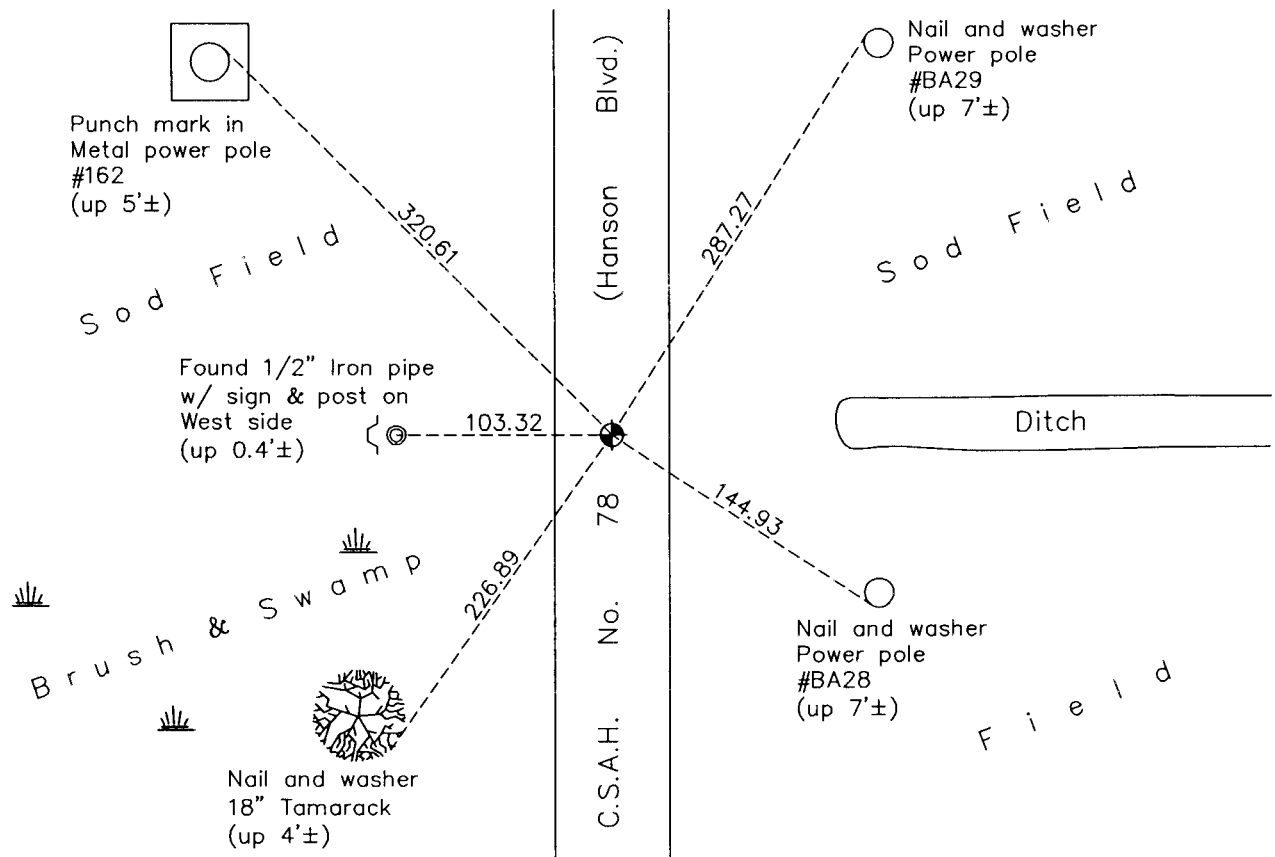 Nail and washer
Power pole
#BA29
(up 7'±)
Punch mark in
Metal power pole
#162
(up 5'±)
C.S.A.H. No. 78 (Hanson Blvd.)
320.61
287.27
Sod Field
Sod Field
Found 1/2" Iron pipe
w/ sign & post on
West side
(up 0.4'±)
103.32
Ditch
144.93
226.89
Brush & Swamp
Nail and washer
Power pole
#BA28
(up 7'±)
Field
Nail and washer
18" Tamarack
(up 4'±)